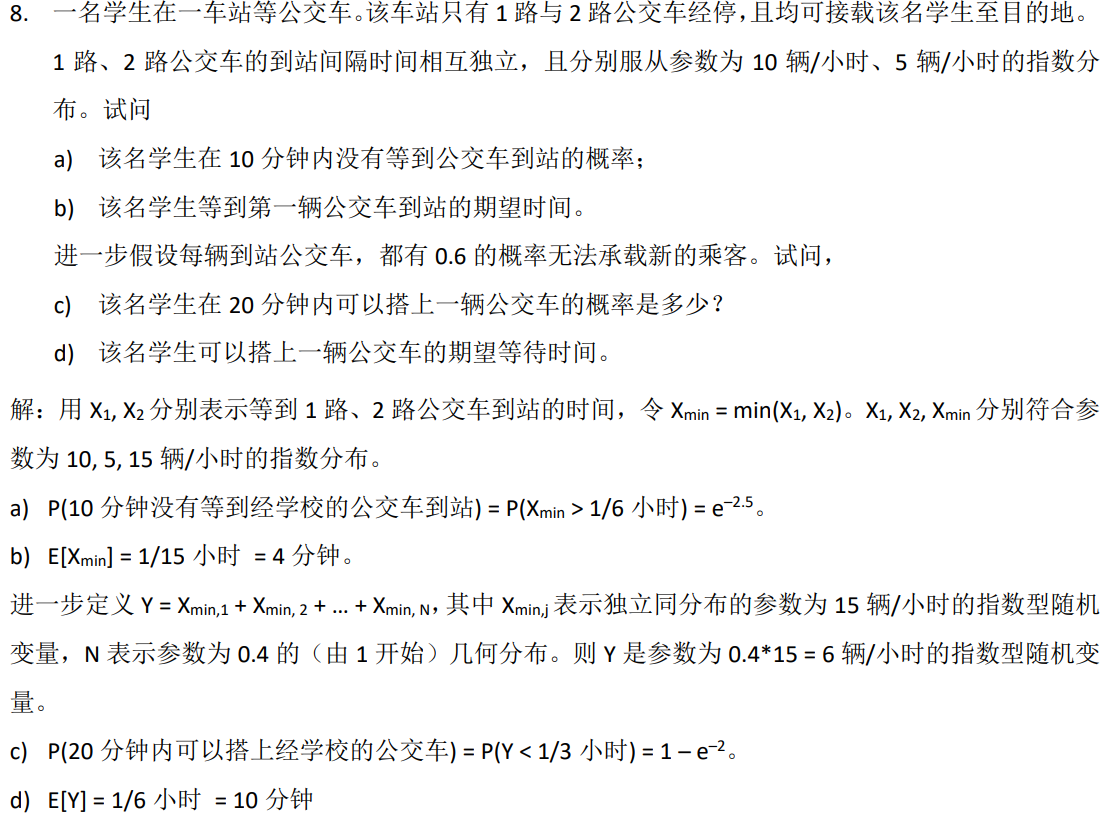 8. 一名学生在一车站等公交车。该车站只有 1 路与 2 路公交车经停，且均可接载该名学生至目的地。
1 路、2 路公交车的到站间隔时间相互独立，且分别服从参数为 10 辆/小时、5 辆/小时的指数分
布。试问
a) 该名学生在 10 分钟内没有等到公交车到站的概率；
b) 该名学生等到第一辆公交车到站的期望时间。
进一步假设每辆到站公交车，都有 0.6 的概率无法承载新的乘客。试问，
c) 该名学生在 20 分钟内可以搭上一辆公交车的概率是多少？
d) 该名学生可以搭上一辆公交车的期望等待时间。
解：用 X₁, X₂ 分别表示等到 1 路、2 路公交车到站的时间，令 Xmin = min(X₁, X₂)。X₁, X₂, Xmin 分别符合参
数为 10, 5, 15 辆/小时的指数分布。
a) P(10 分钟没有等到经学校的公交车到站) = P(Xmin > 1/6 小时) = e⁻²·⁵。
b) E[Xmin] = 1/15 小时 = 4 分钟。
进一步定义 Y = Xmin,1 + Xmin, 2 + ... + Xmin, N，其中 Xmin,j 表示独立同分布的参数为 15 辆/小时的指数型随机
变量，N 表示参数为 0.4 的（由 1 开始）几何分布。则 Y 是参数为 0.4*15 = 6 辆/小时的指数型随机变
量。
c) P(20 分钟内可以搭上经学校的公交车) = P(Y < 1/3 小时) = 1 – e⁻²。
d) E[Y] = 1/6 小时 = 10 分钟